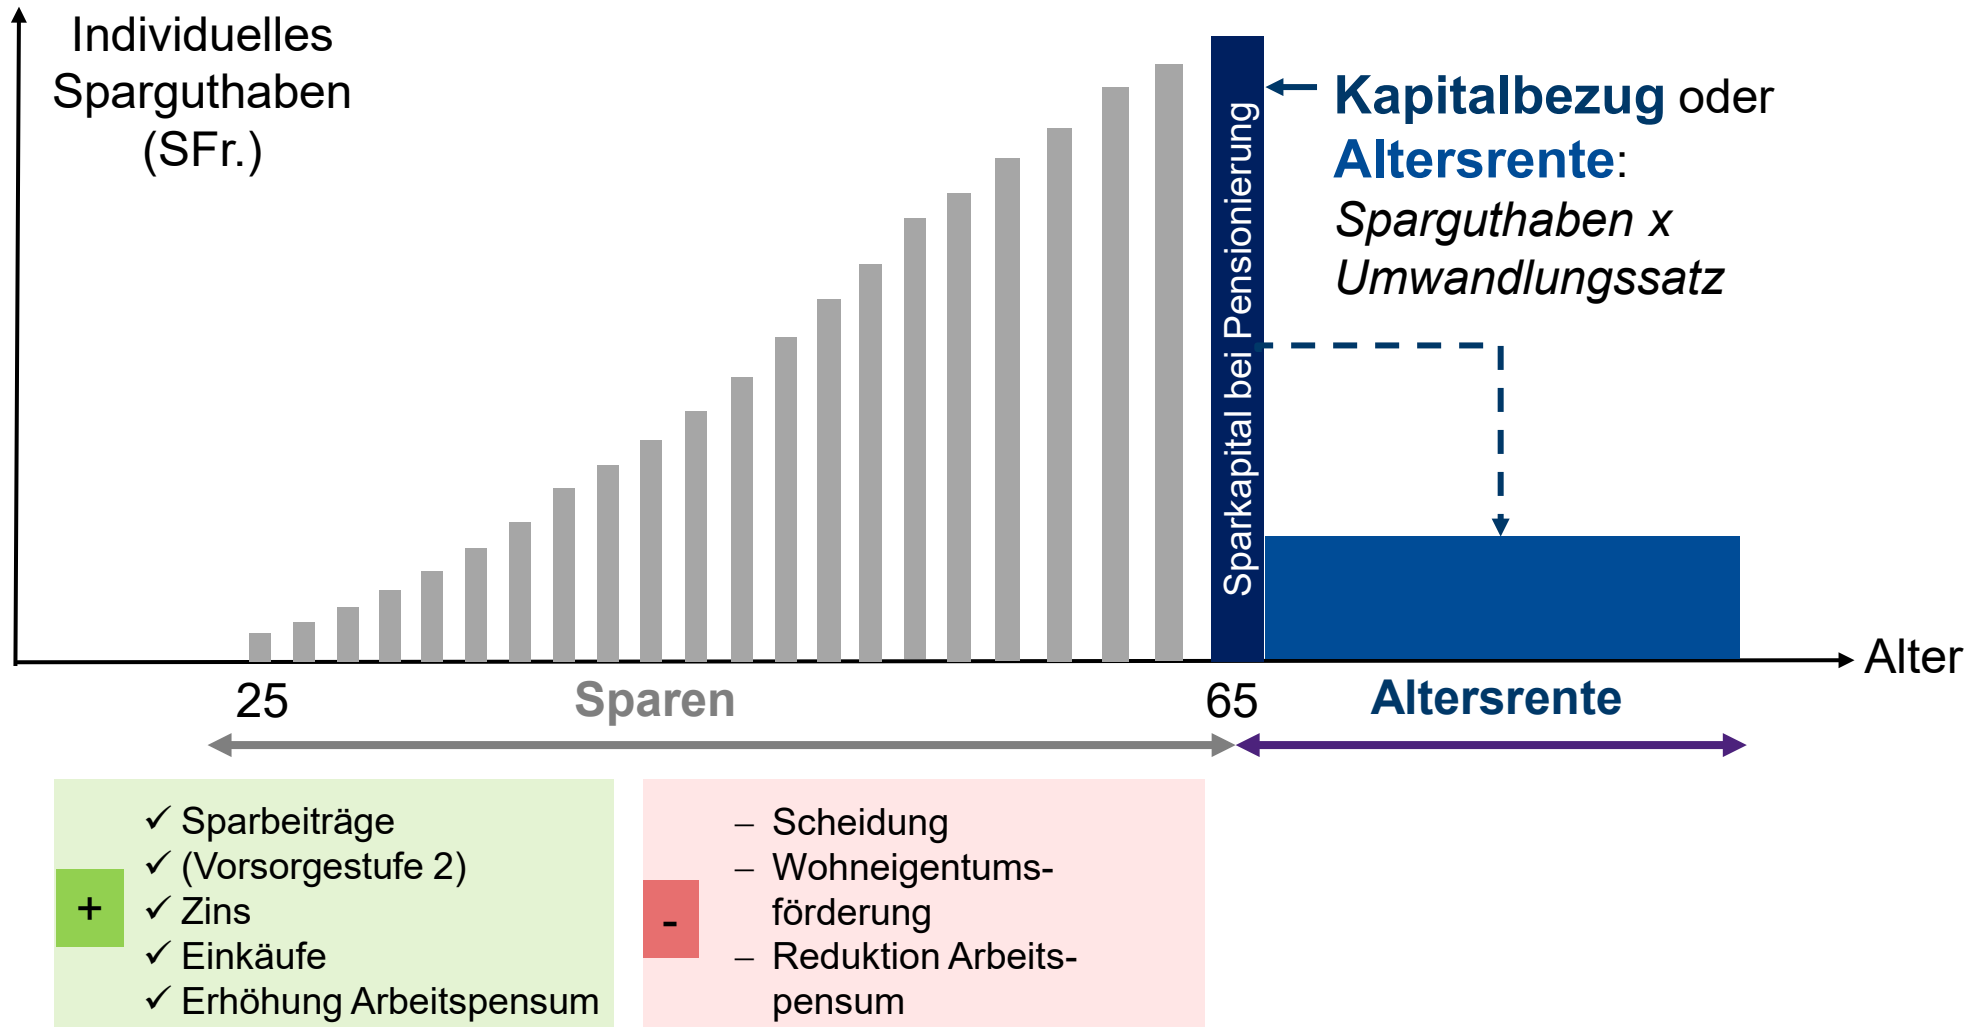 Individuelles
Sparguthaben
(SFr.)
Kapitalbezug oder
Altersrente:
Sparguthaben x
Umwandlungssatz
Sparkapital bei Pensionierung
Alter
25
Sparen
65
Altersrente
+
✓ Sparbeiträge
✓ (Vorsorgestufe 2)
✓ Zins
✓ Einkäufe
✓ Erhöhung Arbeitspensum
-
– Scheidung
– Wohneigentums-
förderung
– Reduktion Arbeits-
pensum